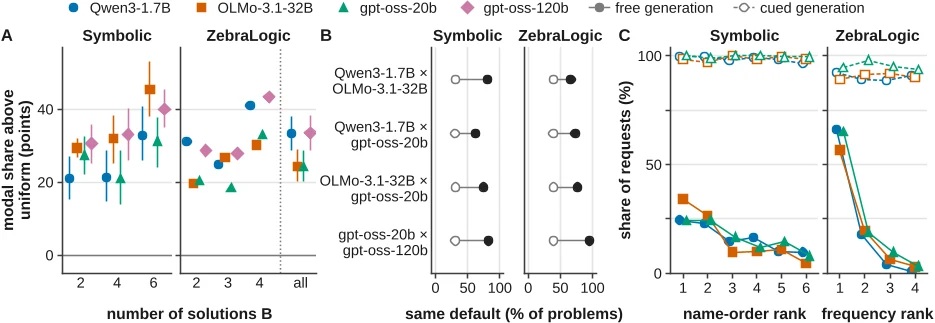 Qwen3-1.7B OLMo-3.1-32B gpt-oss-20b gpt-oss-120b free generation cued generation
A
Symbolic ZebraLogic
modal share above
uniform (points)
40
20
0
2 4 6
2 3 4 all
number of solutions B
B
Symbolic ZebraLogic
Qwen3-1.7B ×
OLMo-3.1-32B
Qwen3-1.7B ×
gpt-oss-20b
OLMo-3.1-32B ×
gpt-oss-20b
gpt-oss-20b ×
gpt-oss-120b
0 50 100
0 50 100
same default (% of problems)
C
Symbolic ZebraLogic
share of requests (%)
100
50
0
1 2 3 4 5 6
1 2 3 4
name-order rank frequency rank